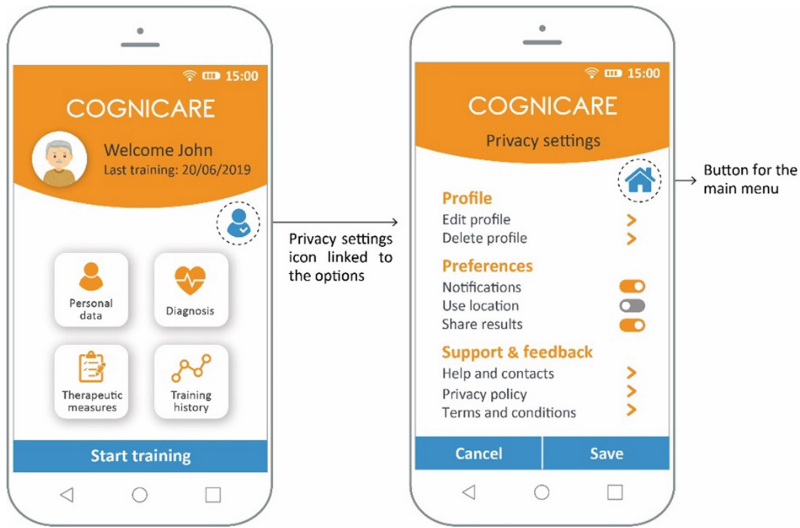 15:00
COGNICARE
Welcome John
Last training: 20/06/2019
Personal
data
Diagnosis
Therapeutic
measures
Training
history
Start training
Privacy settings
icon linked to
the options
15:00
COGNICARE
Privacy settings
Profile
Edit profile
Delete profile
Preferences
Notifications
Use location
Share results
Support & feedback
Help and contacts
Privacy policy
Terms and conditions
Cancel
Save
Button for the
main menu